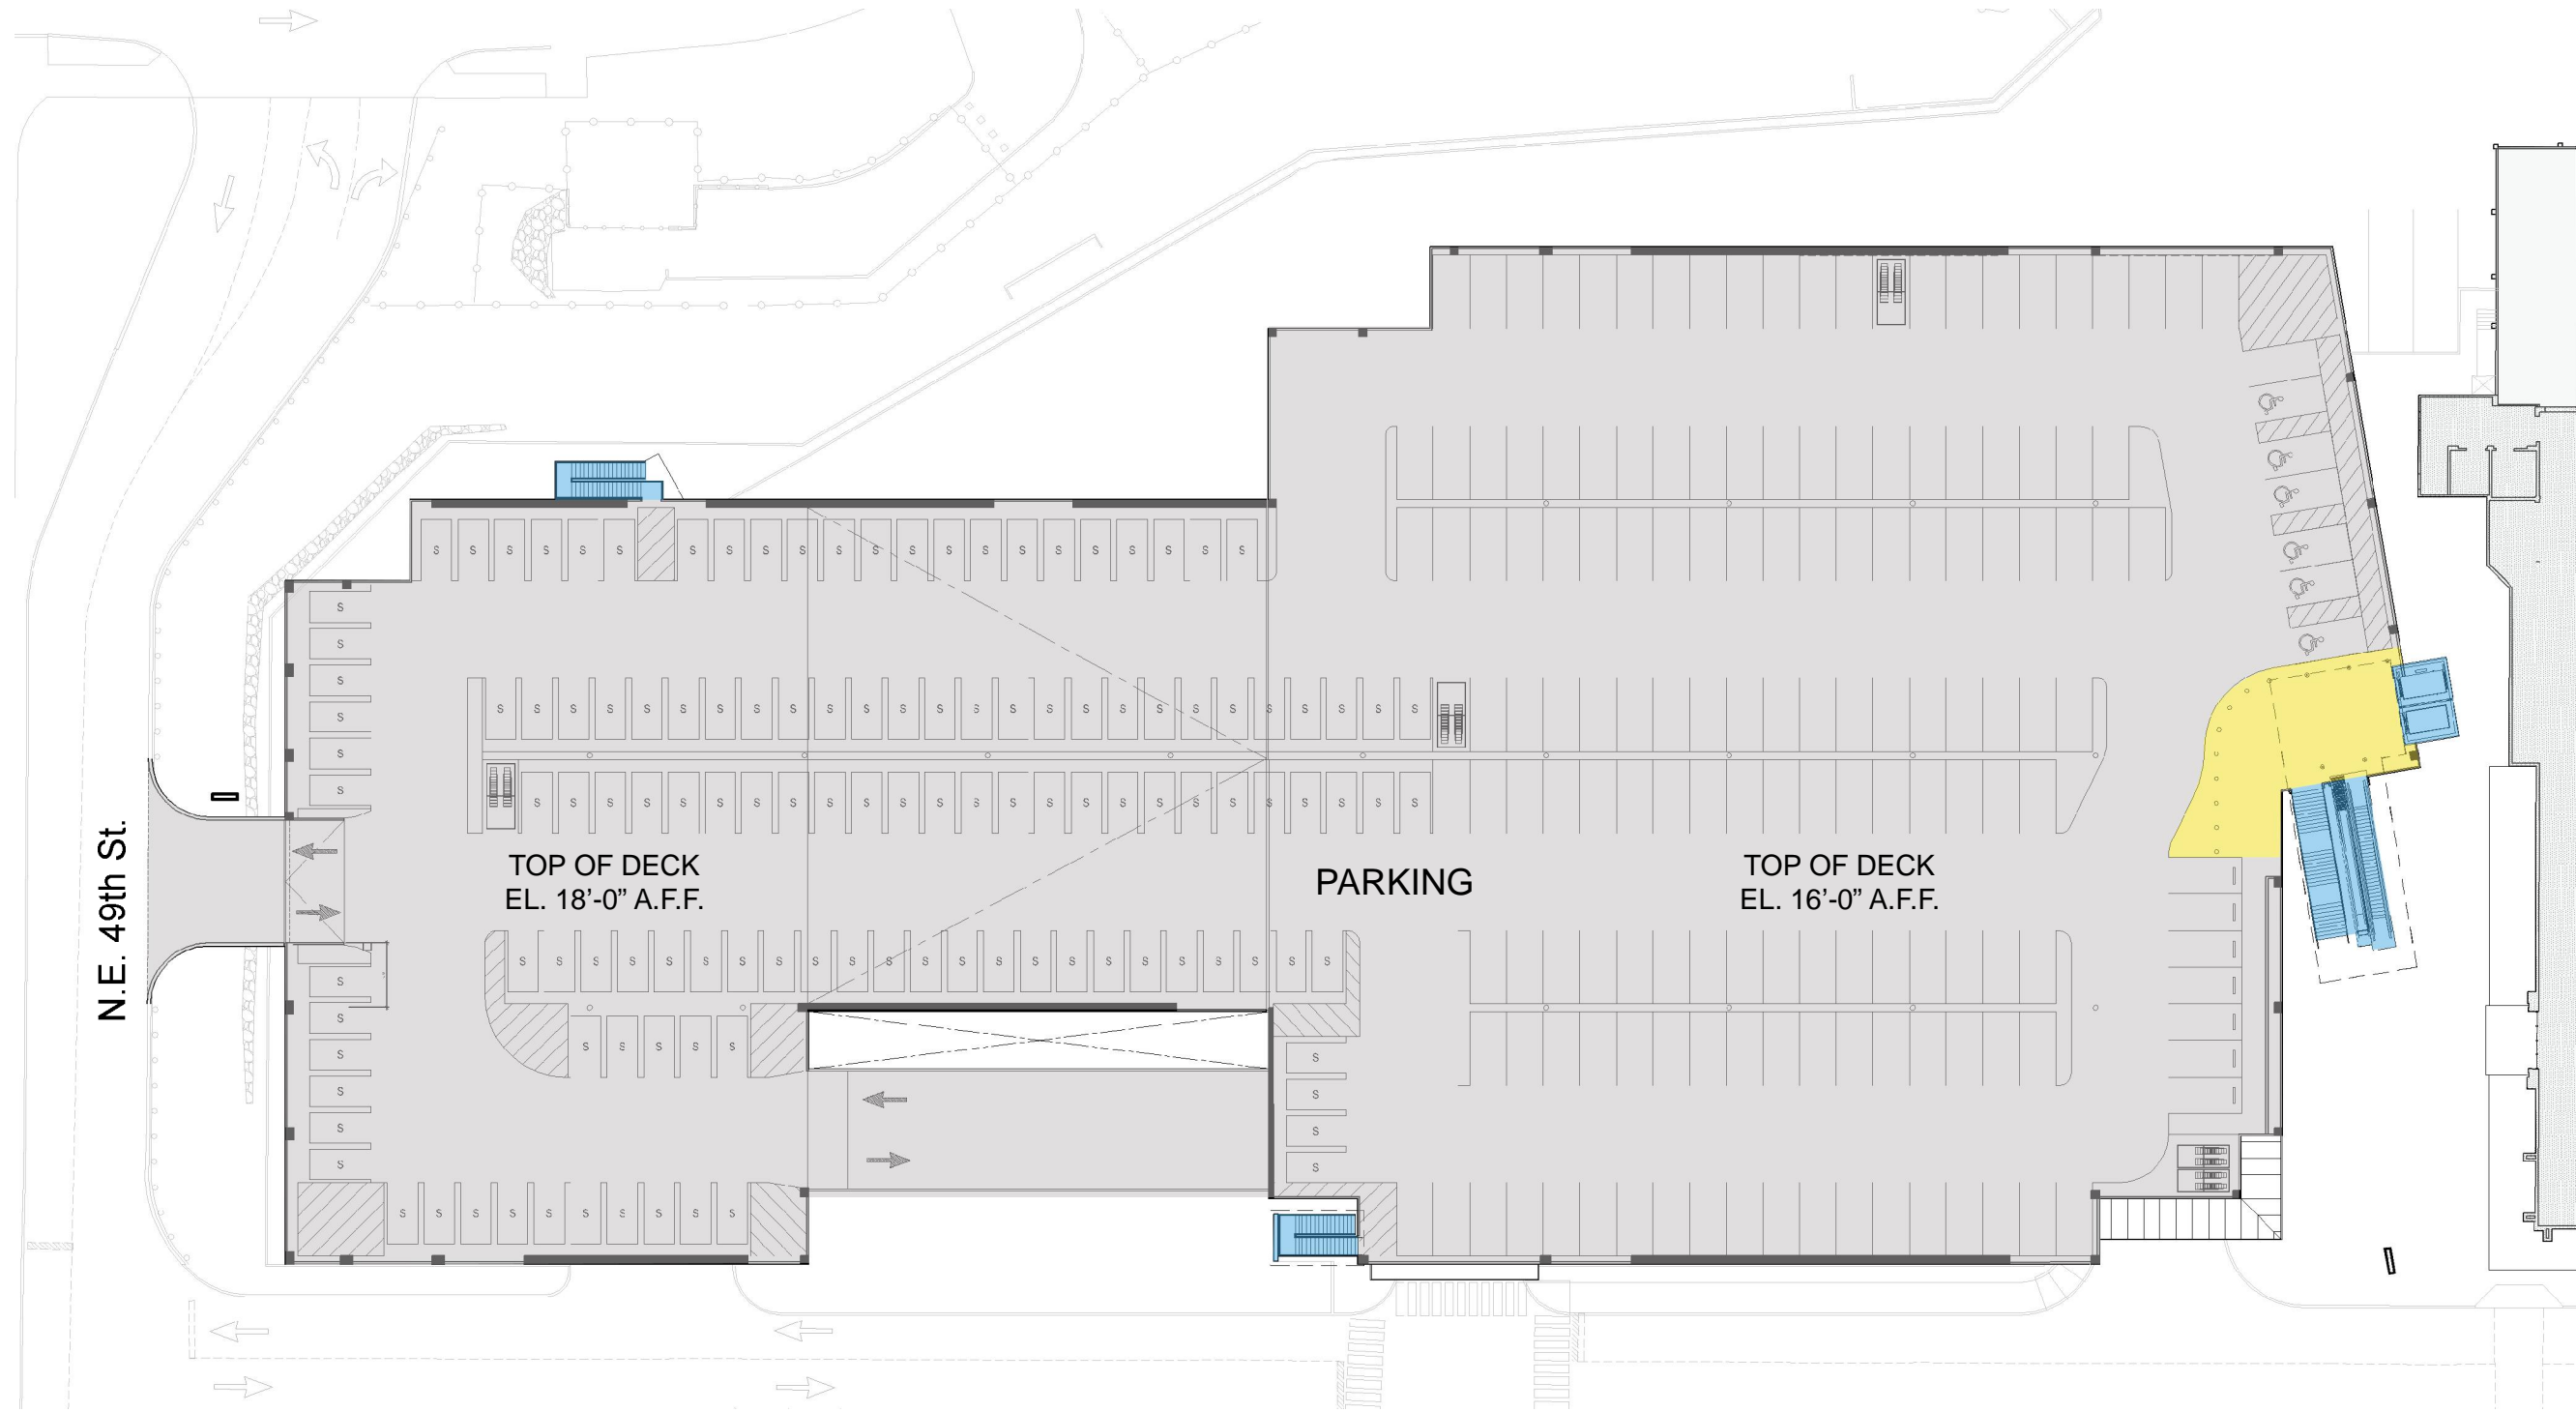 TOP OF DECK
EL. 18'-0” A.F.F.
PARKING
TOP OF DECK
EL. 16'-0” A.F.F.
N.E. 49th St.
S S S S S S S S S S S S S S S S S S S S S S
S
S
S
S
S
S
S S S S S S S S S S S S S S S S S S S S S S S S S S
S S S S S S S S S S S S S S S S S S S S S S S S S
S S S S S S S S S S S S S S S S S S S S S S S
S
S
S
S
S
S
S S S S S
S
S
S
S
S S S S S S S S S S